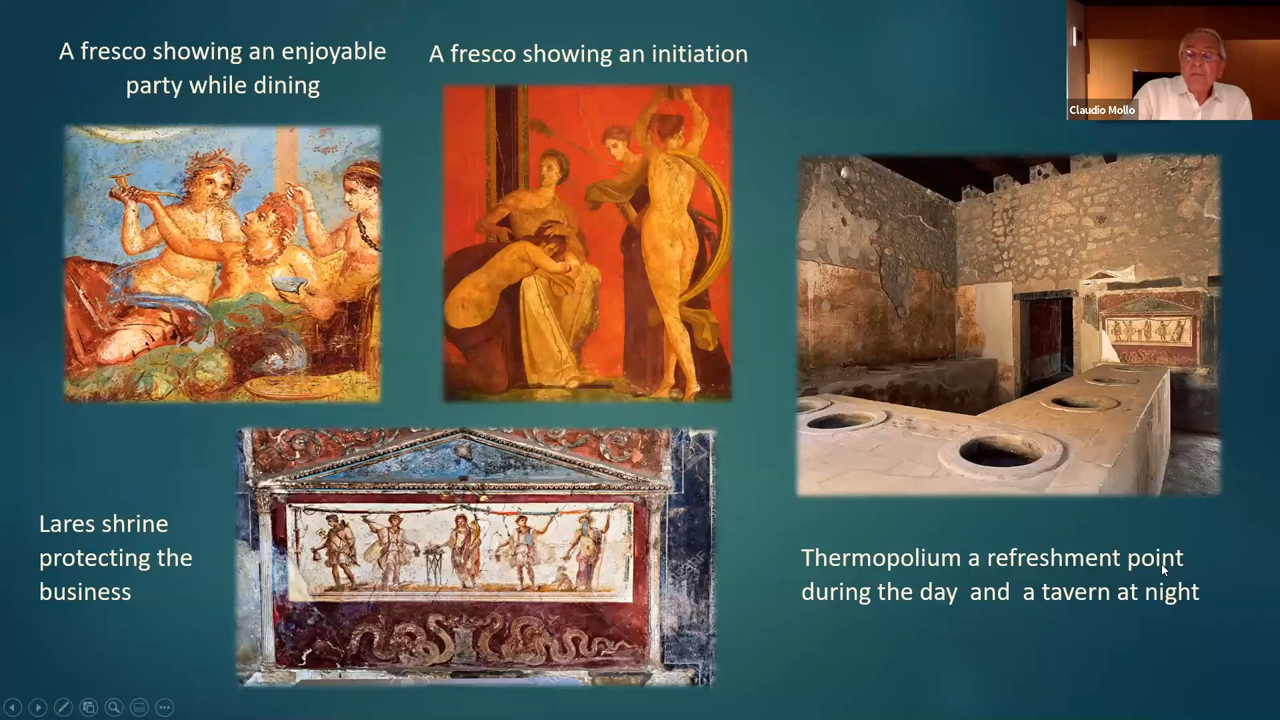 A fresco showing an enjoyable
party while dining
A fresco showing an initiation
Claudio Mollo
Lares shrine
protecting the
business
Thermopolium a refreshment point
during the day  and  a tavern at night